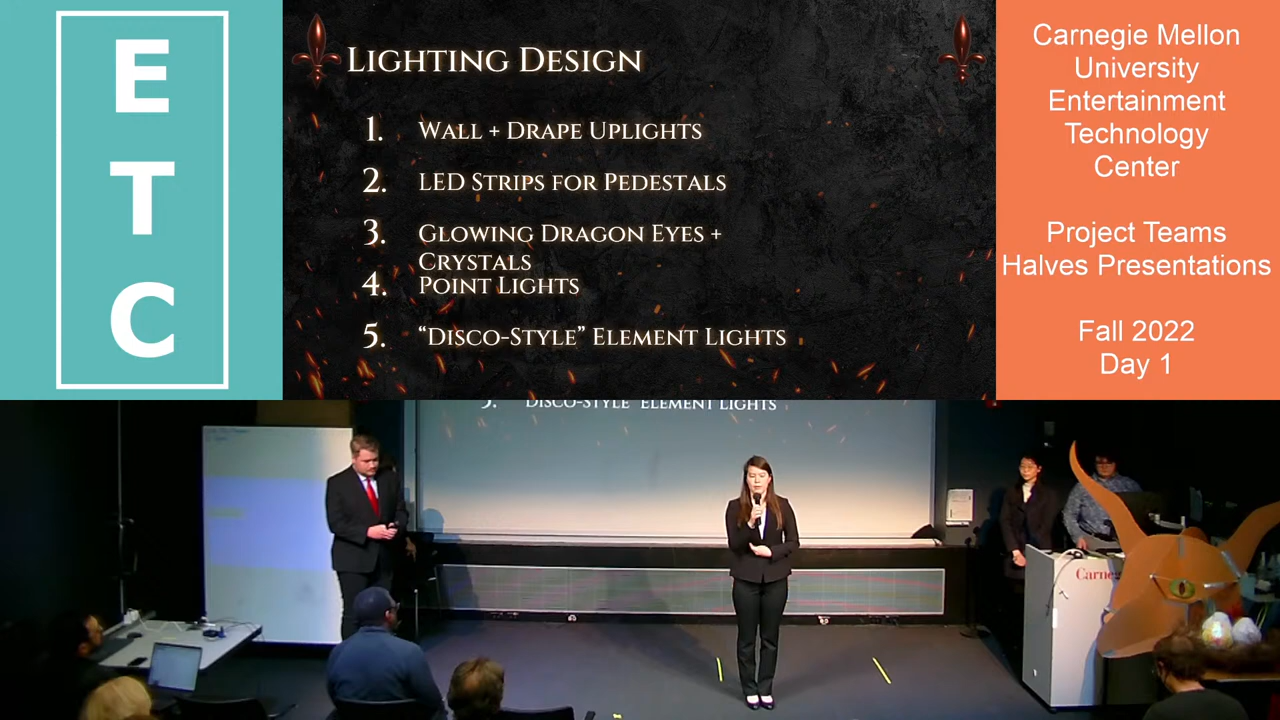 E
T
C
LIGHTING DESIGN
1. WALL + DRAPE UPLIGHTS
2. LED STRIPS FOR PEDESTALS
3. GLOWING DRAGON EYES +
CRYSTALS
4. POINT LIGHTS
5. “DISCO-STYLE” ELEMENT LIGHTS
Carnegie Mellon
University
Entertainment
Technology
Center
Project Teams
Halves Presentations
Fall 2022
Day 1
5. "DISCO-STYLE" ELEMENT LIGHTS
Carne